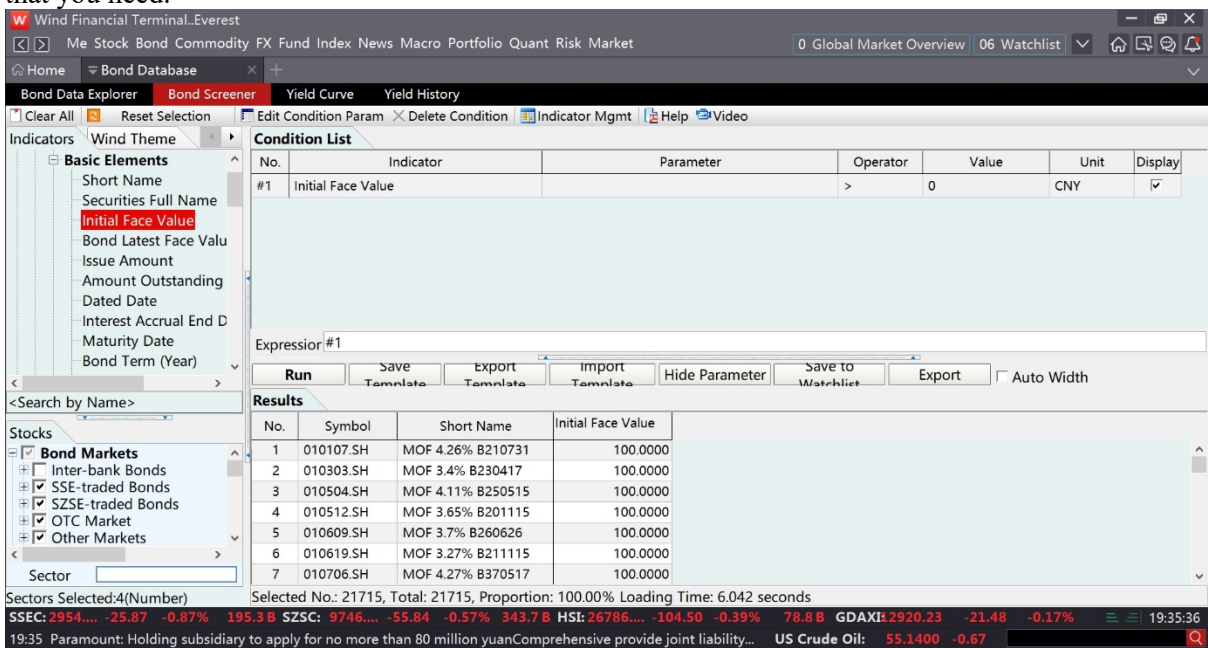 that you need.
Wind Financial Terminal..Everest
Me Stock Bond Commodity FX Fund Index News Macro Portfolio Quant Risk Market 0 Global Market Overview 06 Watchlist
Home Bond Database
Bond Data Explorer Bond Screener Yield Curve Yield History
Clear All Reset Selection Edit Condition Param Delete Condition Indicator Mgmt Help Video
Indicators Wind Theme Condition List
No. Indicator Parameter Operator Value Unit Display
#1 Initial Face Value > 0 CNY
Basic Elements
Short Name
Securities Full Name
Initial Face Value
Bond Latest Face Valu
Issue Amount
Amount Outstanding
Dated Date
Interest Accrual End D
Maturity Date
Bond Term (Year)
<Search by Name>
Expression #1
Run Save Template Export Template Import Template Hide Parameter Save to Watchlist Export Auto Width
Results
No. Symbol Short Name Initial Face Value
1 010107.SH MOF 4.26% B210731 100.0000
2 010303.SH MOF 3.4% B230417 100.0000
3 010504.SH MOF 4.11% B250515 100.0000
4 010512.SH MOF 3.65% B201115 100.0000
5 010609.SH MOF 3.7% B260626 100.0000
6 010619.SH MOF 3.27% B211115 100.0000
7 010706.SH MOF 4.27% B370517 100.0000
Stocks
Bond Markets
Inter-bank Bonds
SSE-traded Bonds
SZSE-traded Bonds
OTC Market
Other Markets
Sector
Sectors Selected:4(Number) Selected No.: 21715, Total: 21715, Proportion: 100.00% Loading Time: 6.042 seconds
SSEC: 2954.... -25.87 -0.87% 195.3 B SZSC: 9746.... -55.84 -0.57% 343.7 B HSI: 26786.... -104.50 -0.39% 78.8 B GDAXI: 2920.23 -21.48 -0.17% 19:35:36
19:35 Paramount: Holding subsidiary to apply for no more than 80 million yuanComprehensive provide joint liability... US Crude Oil: 55.1400 -0.67